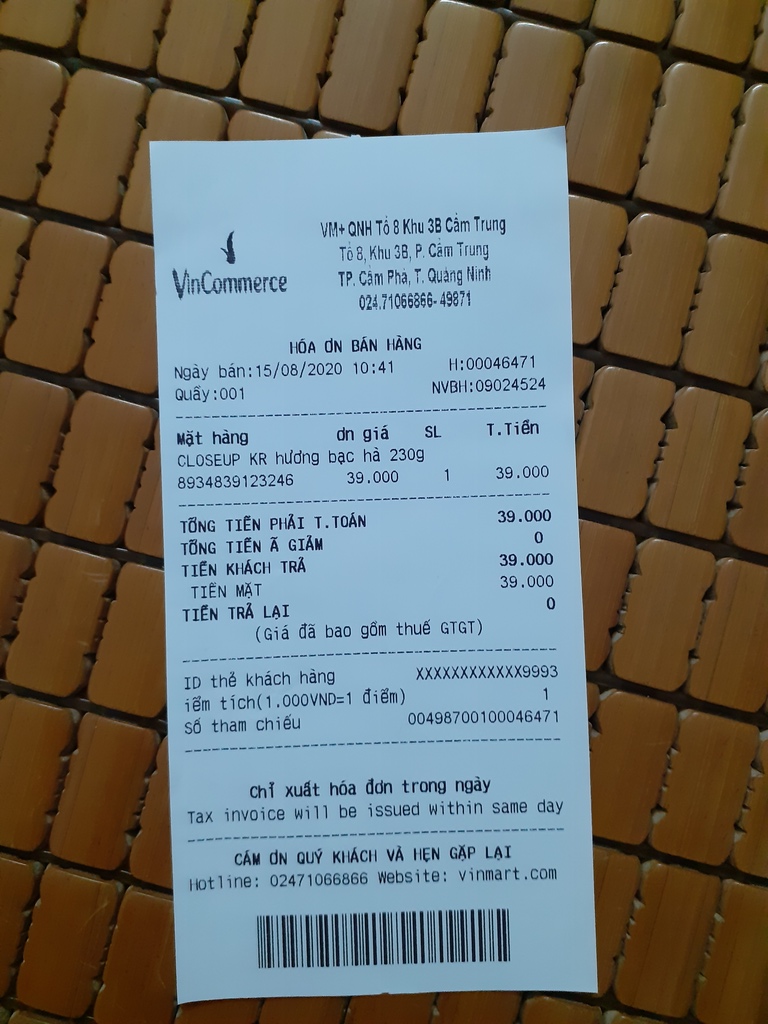 VinCommerce
VM+ QNH Tổ 8 Khu 3B Cẩm Trung
Tổ 8, Khu 3B, P. Cẩm Trung
TP. Cẩm Phả, T. Quảng Ninh
024.71066866-49871
HÓA ƠN BÁN HÀNG
Ngày bán:15/08/2020 10:41 H:00046471
Quầy:001 NVBH:09024524
Mặt hàng ơn giá SL T.Tiền
CLOSEUP KR hương bạc hà 230g
8934839123246 39.000 1 39.000
TỔNG TIỀN PHẢI T.TOÁN 39.000
TỔNG TIỀN Ã GIẢM 0
TIỀN KHÁCH TRẢ 39.000
TIỀN MẶT 39.000
TIỀN TRẢ LẠI 0
(Giá đã bao gồm thuế GTGT)
ID thẻ khách hàng XXXXXXXXXXXX9993
iểm tích(1.000VND=1 điểm) 1
Số tham chiếu 00498700100046471
Chỉ xuất hóa đơn trong ngày
Tax invoice will be issued within same day
CẢM ƠN QUÝ KHÁCH VÀ HẸN GẶP LẠI
Hotline: 02471066866 Website: vinmart.com